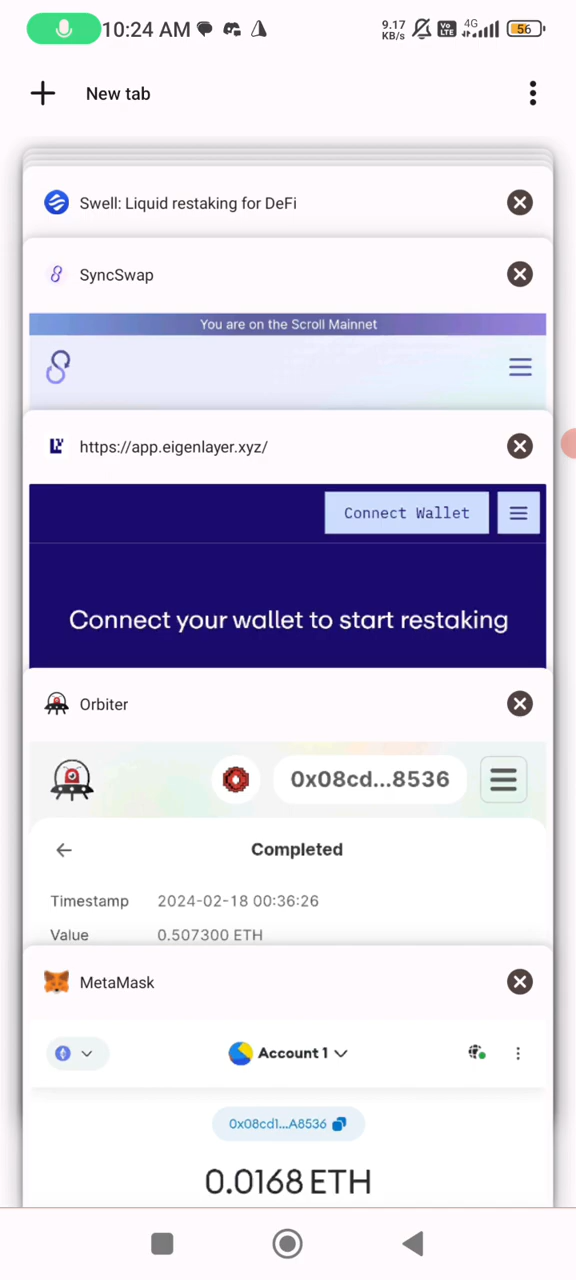 10:24 AM
9.17 KB/s
Vo LTE
4G
56
New tab
Swell: Liquid restaking for DeFi
SyncSwap
You are on the Scroll Mainnet
https://app.eigenlayer.xyz/
Connect Wallet
Connect your wallet to start restaking
Orbiter
0x08cd...8536
Completed
Timestamp 2024-02-18 00:36:26
Value 0.507300 ETH
MetaMask
Account 1
0x08cd1...A8536
0.0168 ETH